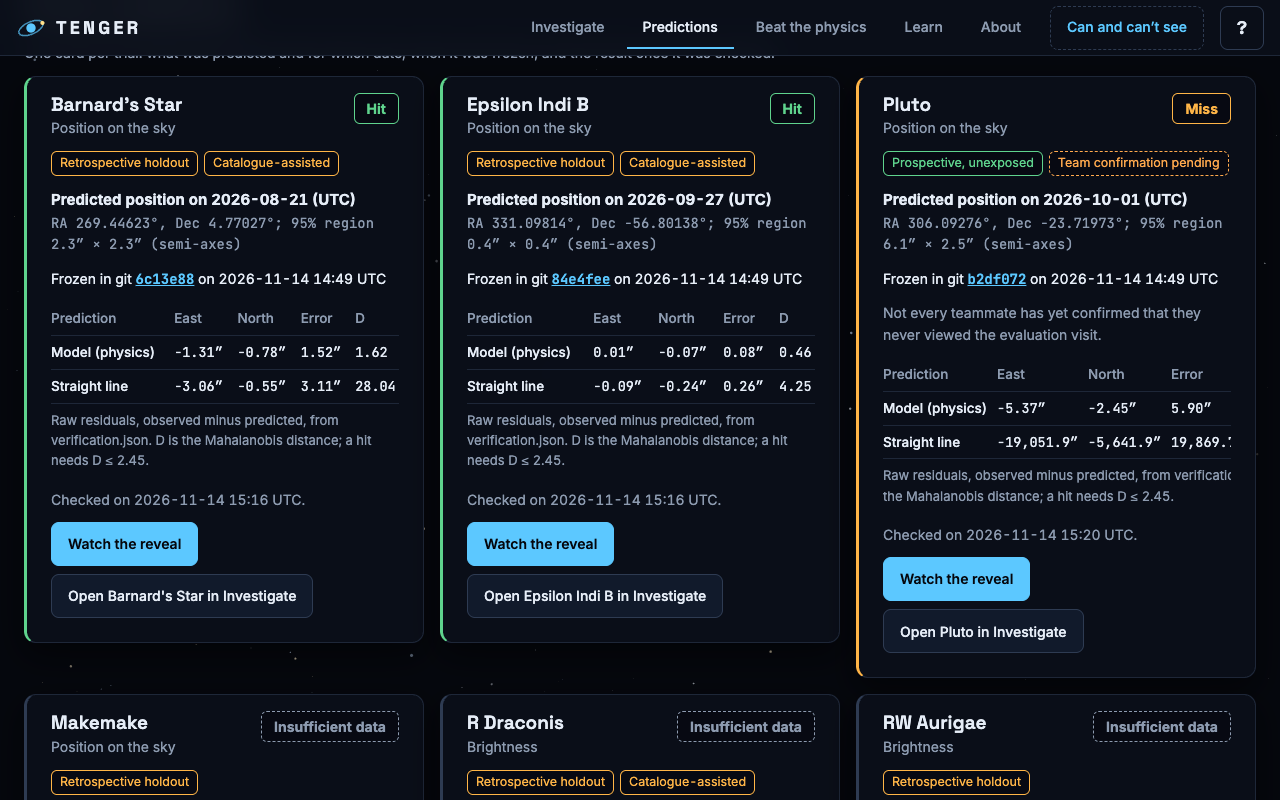 TENGER
Investigate
Predictions
Beat the physics
Learn
About
Can and can't see
?
Barnard's Star
Hit
Position on the sky
Retrospective holdout
Catalogue-assisted
Predicted position on 2026-08-21 (UTC)
RA 269.44623°, Dec 4.77027°; 95% region
2.3″ × 2.3″ (semi-axes)
Frozen in git 6c13e88 on 2026-11-14 14:49 UTC
Prediction East North Error D
Model (physics) -1.31″ -0.78″ 1.52″ 1.62
Straight line -3.06″ -0.55″ 3.11″ 28.04
Raw residuals, observed minus predicted, from
verification.json. D is the Mahalanobis distance; a hit
needs D ≤ 2.45.
Checked on 2026-11-14 15:16 UTC.
Watch the reveal
Open Barnard's Star in Investigate
Epsilon Indi B
Hit
Position on the sky
Retrospective holdout
Catalogue-assisted
Predicted position on 2026-09-27 (UTC)
RA 331.09814°, Dec -56.80138°; 95% region
0.4″ × 0.4″ (semi-axes)
Frozen in git 84e4fee on 2026-11-14 14:49 UTC
Prediction East North Error D
Model (physics) 0.01″ -0.07″ 0.08″ 0.46
Straight line -0.09″ -0.24″ 0.26″ 4.25
Raw residuals, observed minus predicted, from
verification.json. D is the Mahalanobis distance; a hit
needs D ≤ 2.45.
Checked on 2026-11-14 15:16 UTC.
Watch the reveal
Open Epsilon Indi B in Investigate
Pluto
Miss
Position on the sky
Prospective, unexposed
Team confirmation pending
Predicted position on 2026-10-01 (UTC)
RA 306.09276°, Dec -23.71973°; 95% region
6.1″ × 2.5″ (semi-axes)
Frozen in git b2df072 on 2026-11-14 14:49 UTC
Not every teammate has yet confirmed that they
never viewed the evaluation visit.
Prediction East North Error
Model (physics) -5.37″ -2.45″ 5.90″
Straight line -19,051.9″ -5,641.9″ 19,869.
Raw residuals, observed minus predicted, from
the Mahalanobis distance; a hit needs D ≤ 2.45.
Checked on 2026-11-14 15:20 UTC.
Watch the reveal
Open Pluto in Investigate
Makemake
Insufficient data
Position on the sky
Retrospective holdout
R Draconis
Insufficient data
Brightness
Retrospective holdout
Catalogue-assisted
RW Aurigae
Insufficient data
Brightness
Retrospective holdout